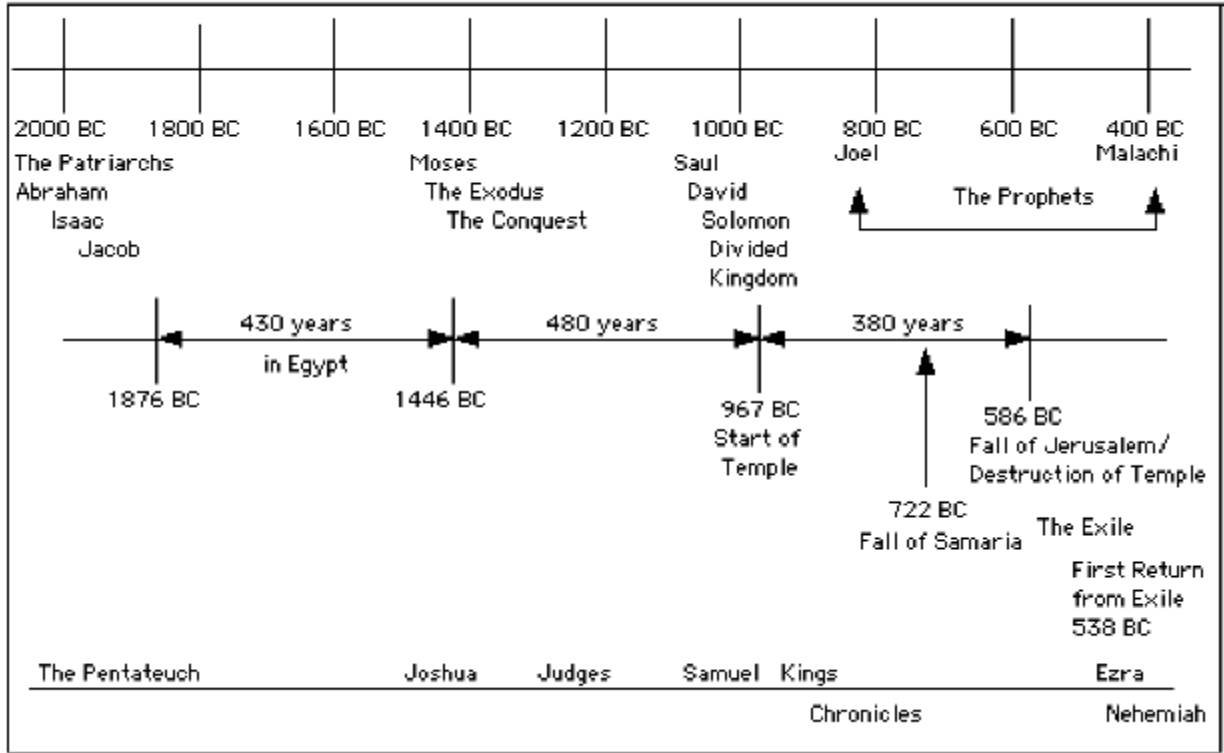 2000 BC 1800 BC 1600 BC 1400 BC 1200 BC 1000 BC 800 BC 600 BC 400 BC
The Patriarchs Moses Saul Joel Malachi
Abraham The Exodus David The Prophets
Isaac The Conquest Solomon
Jacob Divided
Kingdom
430 years 480 years 380 years
in Egypt
1876 BC 1446 BC 967 BC 586 BC
Start of Fall of Jerusalem/
Temple Destruction of Temple
722 BC The Exile
Fall of Samaria
First Return
from Exile
538 BC
The Pentateuch Joshua Judges Samuel Kings Ezra
Chronicles Nehemiah